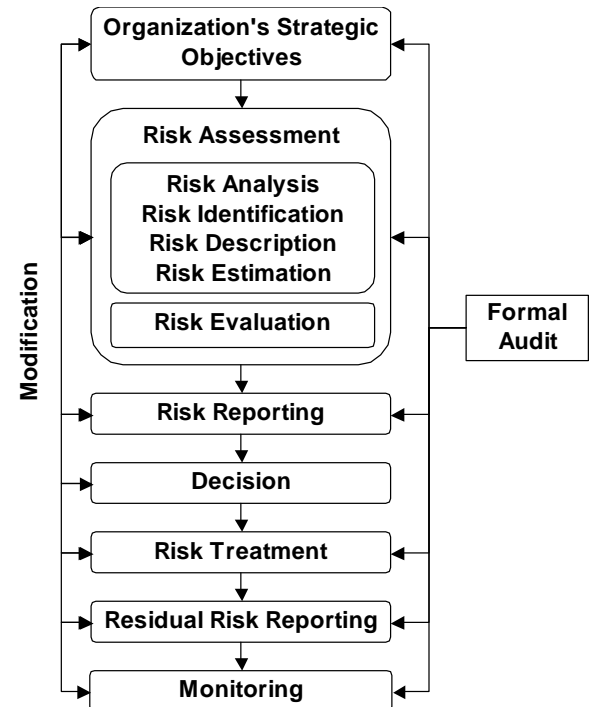 Organization's Strategic
Objectives
Risk Assessment
Risk Analysis
Risk Identification
Risk Description
Risk Estimation
Risk Evaluation
Modification
Formal
Audit
Risk Reporting
Decision
Risk Treatment
Residual Risk Reporting
Monitoring